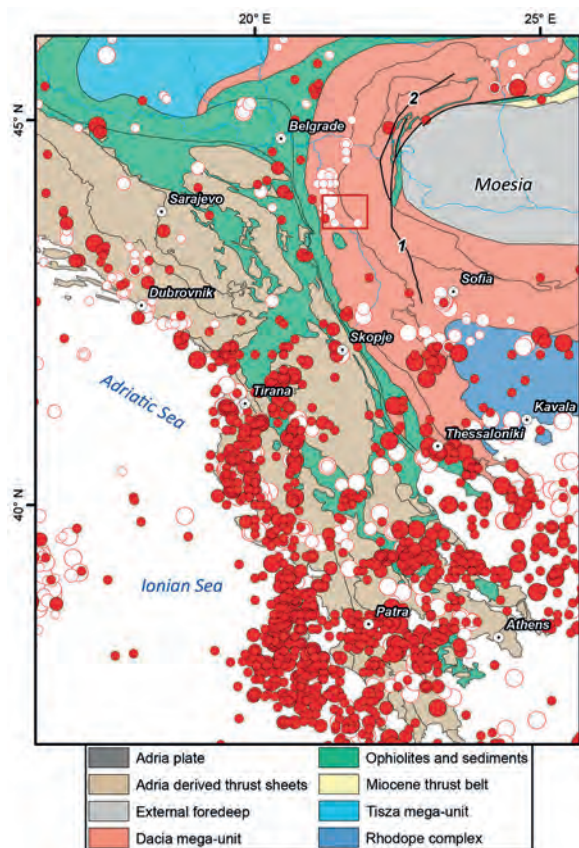 20° E
25° E
45° N
2
Belgrade
Moesia
Sarajevo
1
Sofia
Dubrovnik
Skopje
Adriatic Sea
Tirana
Kavala
Thessaloniki
40° N
Ionian Sea
Patra
Athens
Adria plate
Ophiolites and sediments
Adria derived thrust sheets
Miocene thrust belt
External foredeep
Tisza mega-unit
Dacia mega-unit
Rhodope complex